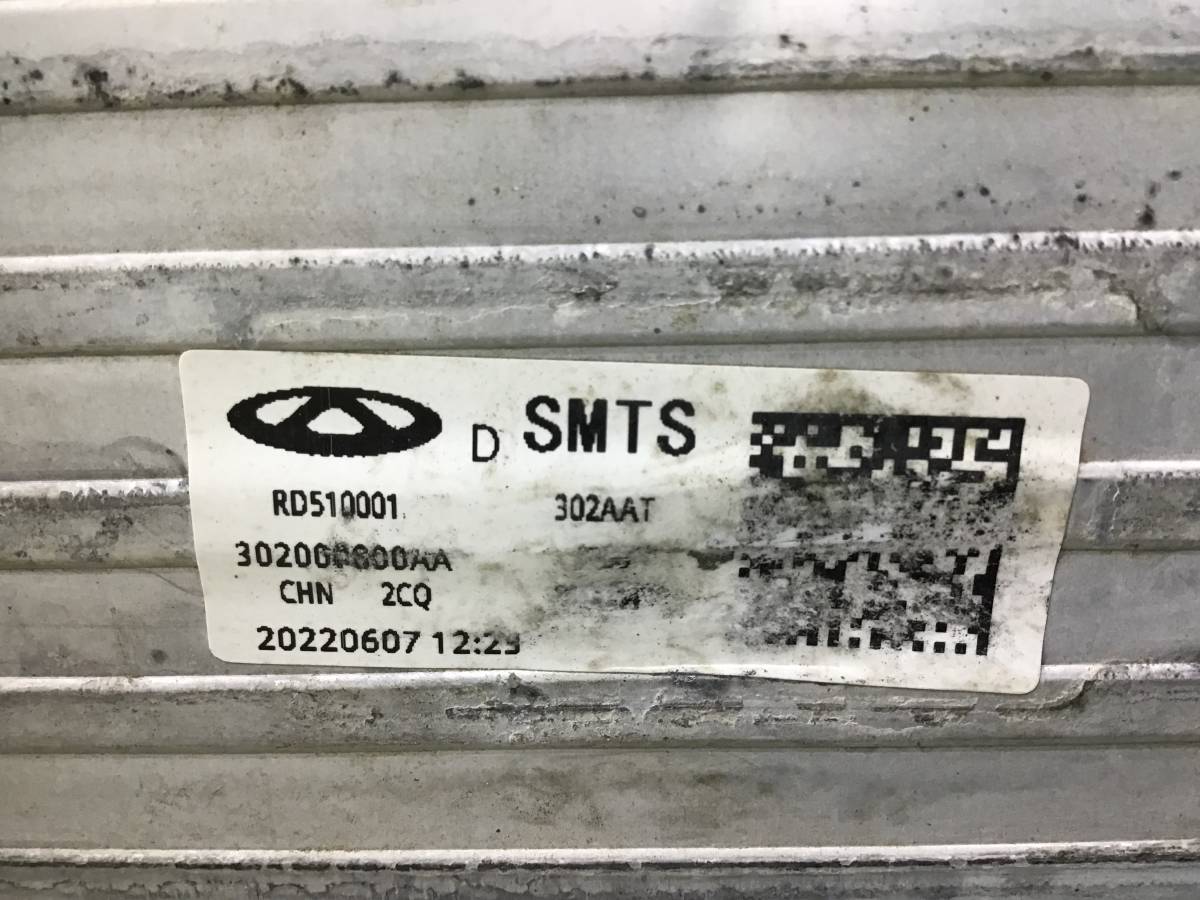 D SMTS
RD510001 302AAT
CHN 2CQ
20220607